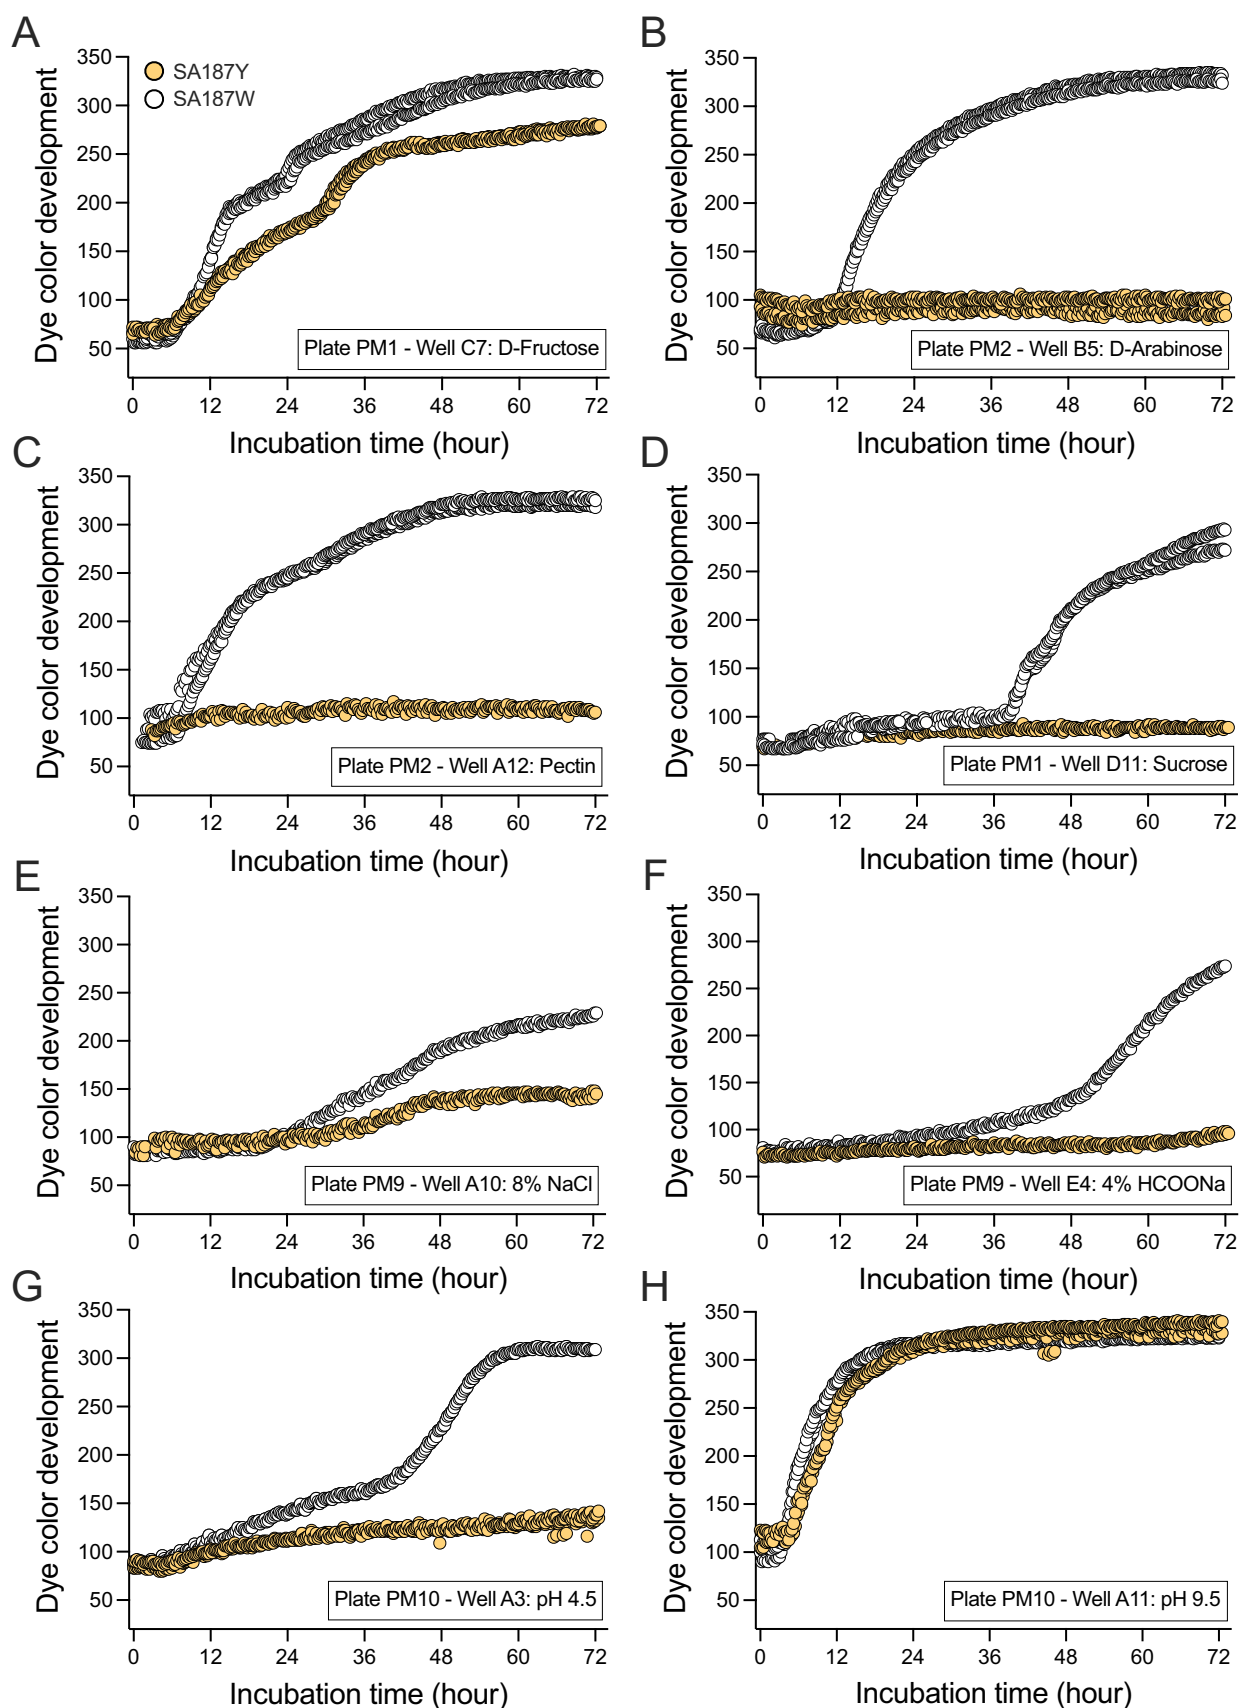 A
Dye color development
350
300
250
200
150
100
50
SA187Y
SA187W
Plate PM1 - Well C7: D-Fructose
0 12 24 36 48 60 72
Incubation time (hour)
B
Dye color development
350
300
250
200
150
100
50
Plate PM2 - Well B5: D-Arabinose
0 12 24 36 48 60 72
Incubation time (hour)
C
Dye color development
350
300
250
200
150
100
50
Plate PM2 - Well A12: Pectin
0 12 24 36 48 60 72
Incubation time (hour)
D
Dye color development
350
300
250
200
150
100
50
Plate PM1 - Well D11: Sucrose
0 12 24 36 48 60 72
Incubation time (hour)
E
Dye color development
350
300
250
200
150
100
50
Plate PM9 - Well A10: 8% NaCl
0 12 24 36 48 60 72
Incubation time (hour)
F
Dye color development
350
300
250
200
150
100
50
Plate PM9 - Well E4: 4% HCOONa
0 12 24 36 48 60 72
Incubation time (hour)
G
Dye color development
350
300
250
200
150
100
50
Plate PM10 - Well A3: pH 4.5
0 12 24 36 48 60 72
Incubation time (hour)
H
Dye color development
350
300
250
200
150
100
50
Plate PM10 - Well A11: pH 9.5
0 12 24 36 48 60 72
Incubation time (hour)